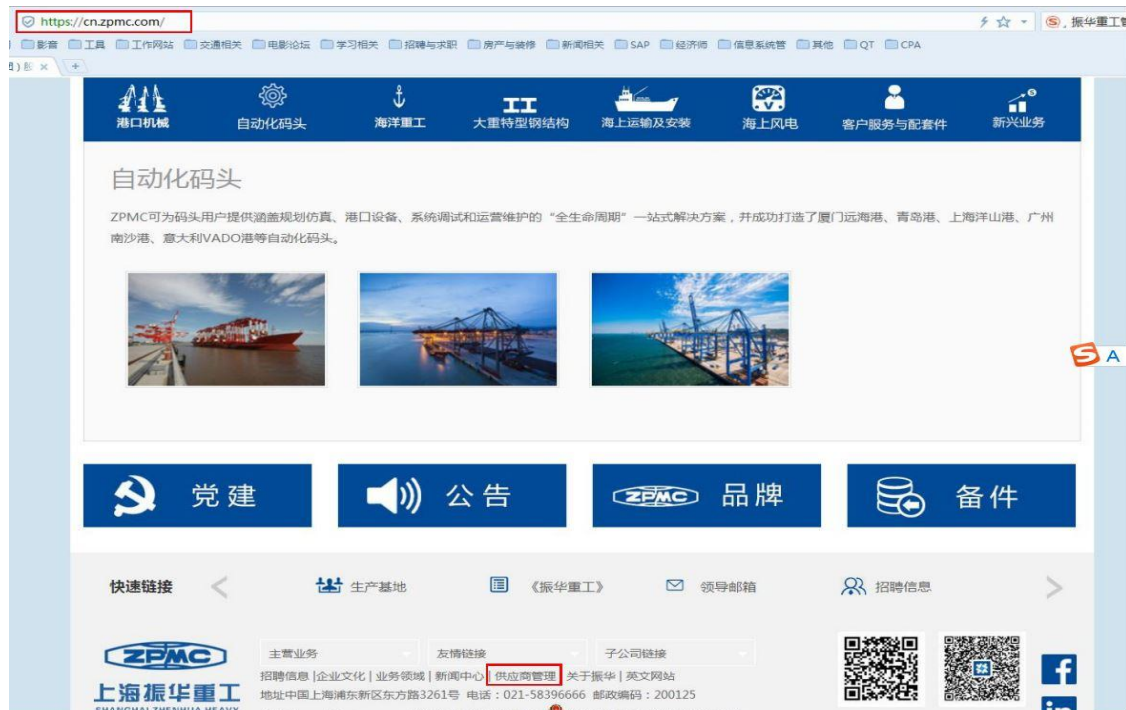 https://cn.zpmc.com/
振华重工
影音 工具 工作网站 交通相关 电影论坛 学习相关 招聘与求职 房产与装修 新闻相关 SAP 经济师 信息系统管 其他 QT CPA
港口机械 自动化码头 海洋重工 大重特型钢结构 海上运输及安装 海上风电 客户服务与配套件 新兴业务
自动化码头
ZPMC可为码头用户提供涵盖规划仿真、港口设备、系统调试和运营维护的“全生命周期”一站式解决方案，并成功打造了厦门远海港、青岛港、上海洋山港、广州
南沙港、意大利VADO港等自动化码头。
A
党建 公告 ZPMC 品牌 备件
快速链接 生产基地 《振华重工》 领导邮箱 招聘信息
ZPMC
主营业务 友情链接 子公司链接
招聘信息 |企业文化 | 业务领域 | 新闻中心 | 供应商管理 | 关于振华 | 英文网站
上海振华重工
地址中国上海浦东新区东方路3261号 电话：021-58396666 邮政编码：200125
SHANGHAI ZHENHUA HEAVY